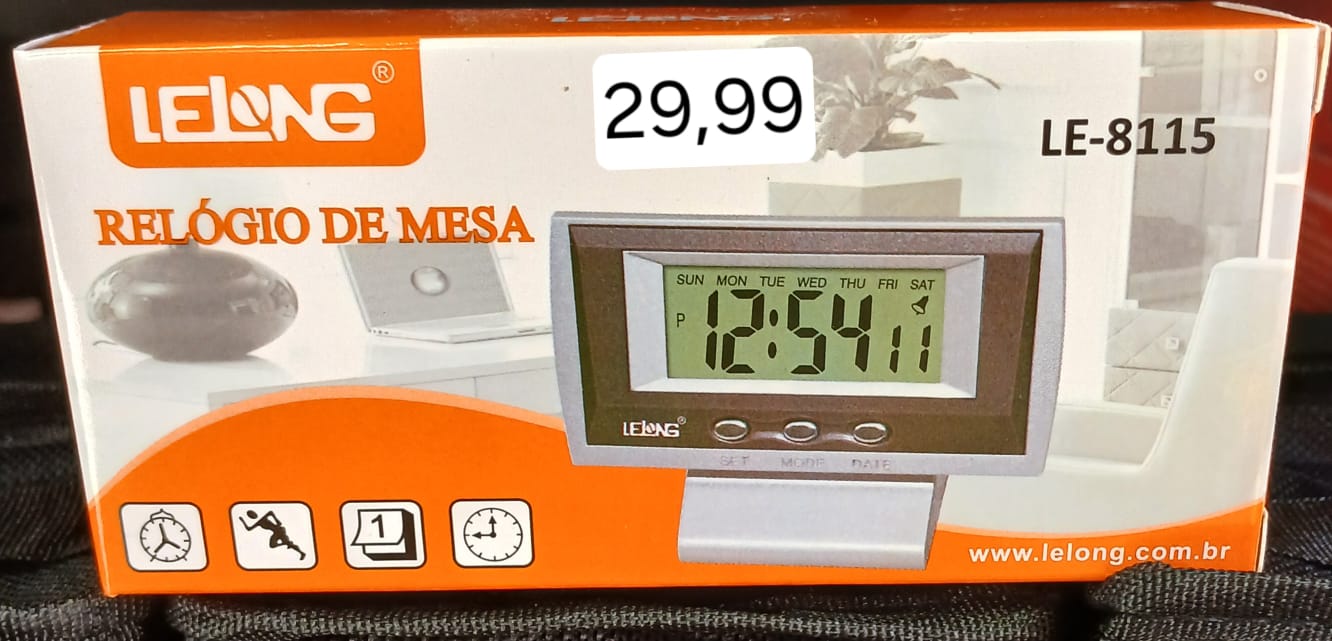 LELONG®
29,99
LE-8115
RELÓGIO DE MESA
SUN MON TUE WED THU FRI SAT
P 12:54 11
LELONG®
SET MODE DATE
1
www.lelong.com.br